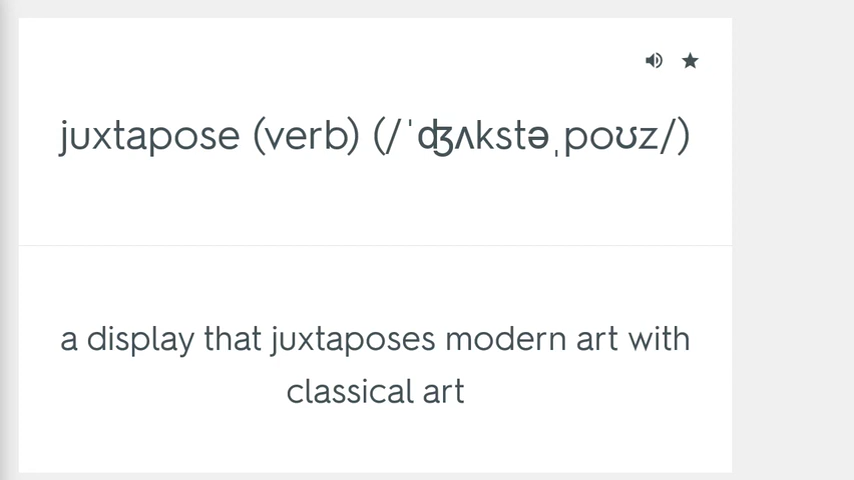 juxtapose (verb) (/ˈʤʌkstəˌpoʊz/)
a display that juxtaposes modern art with
classical art